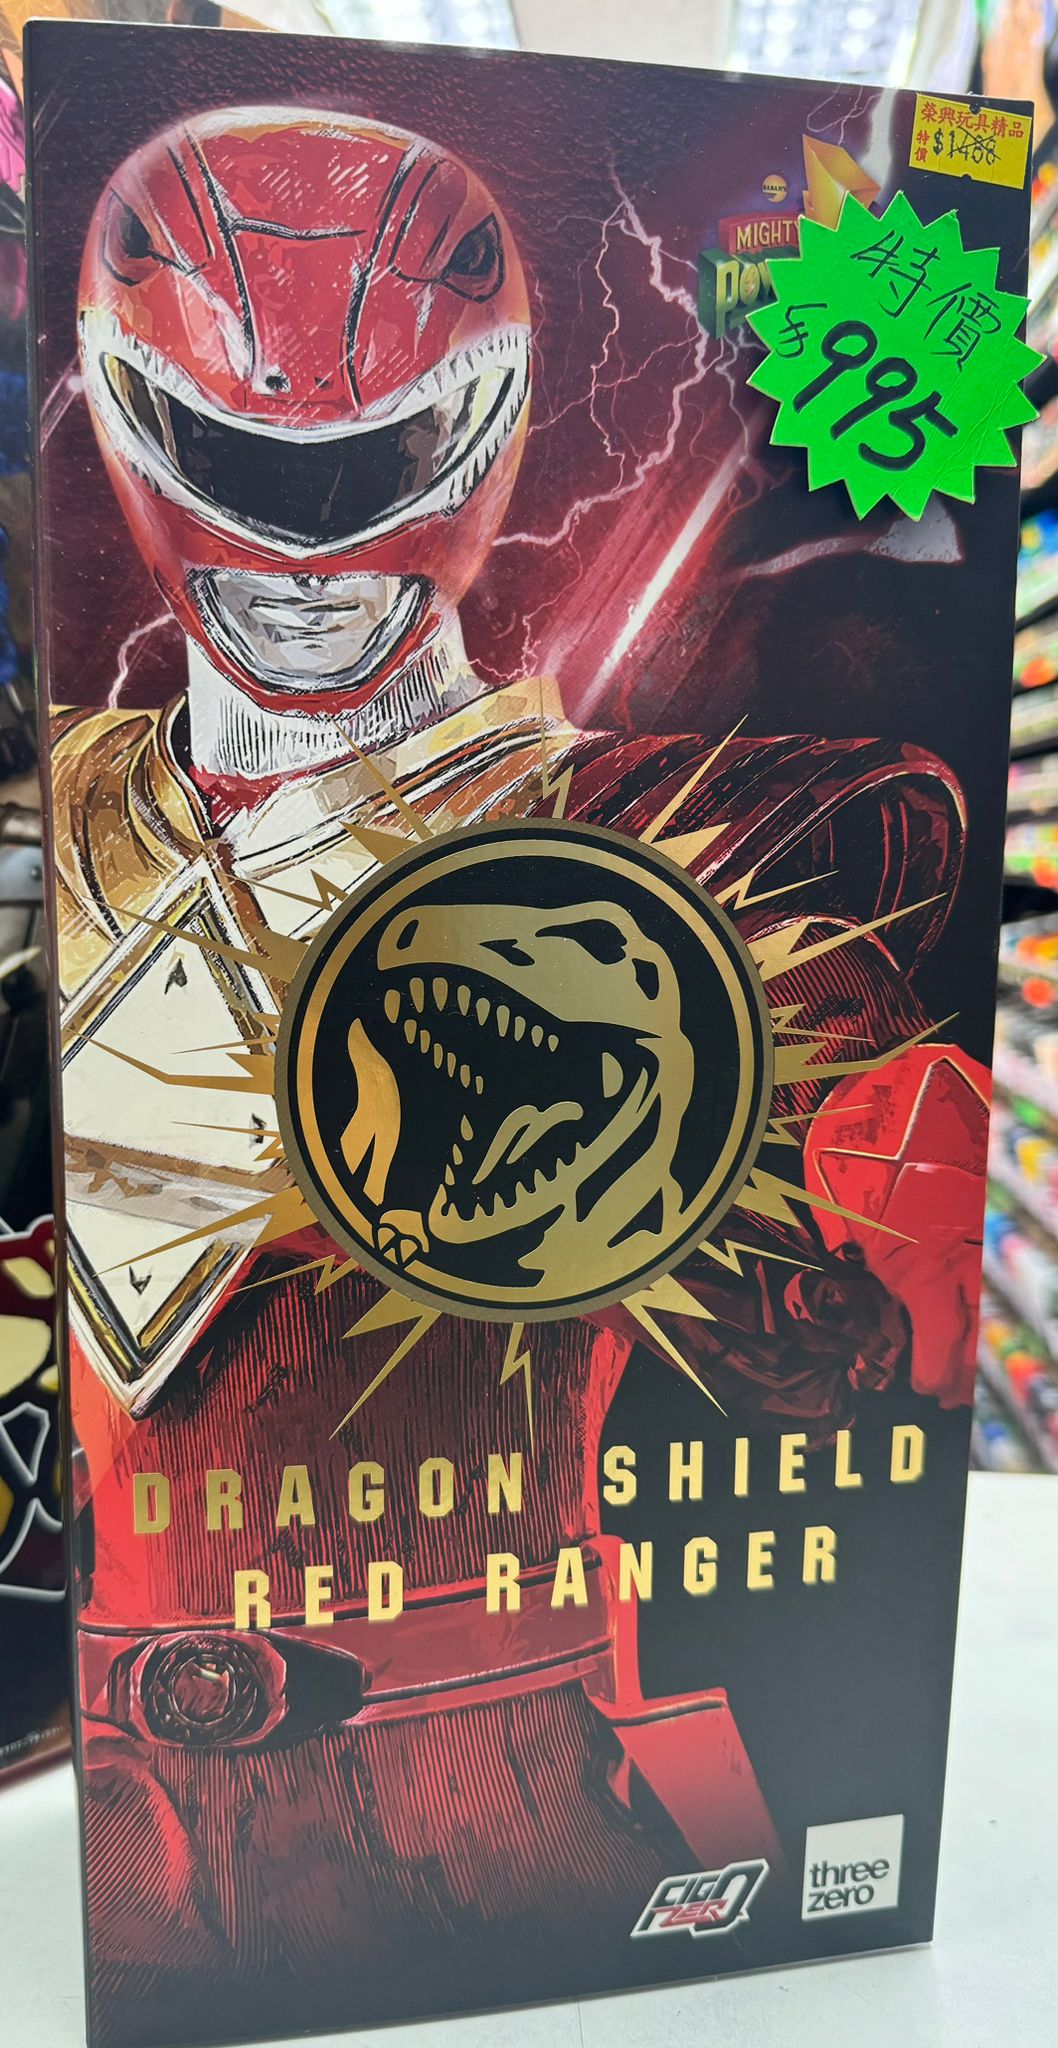 榮興玩具精品
特價 $1488
SABAN'S
MIGHTY
特價
$995
DRAGON SHIELD
RED RANGER
FIGZERO
three
zero